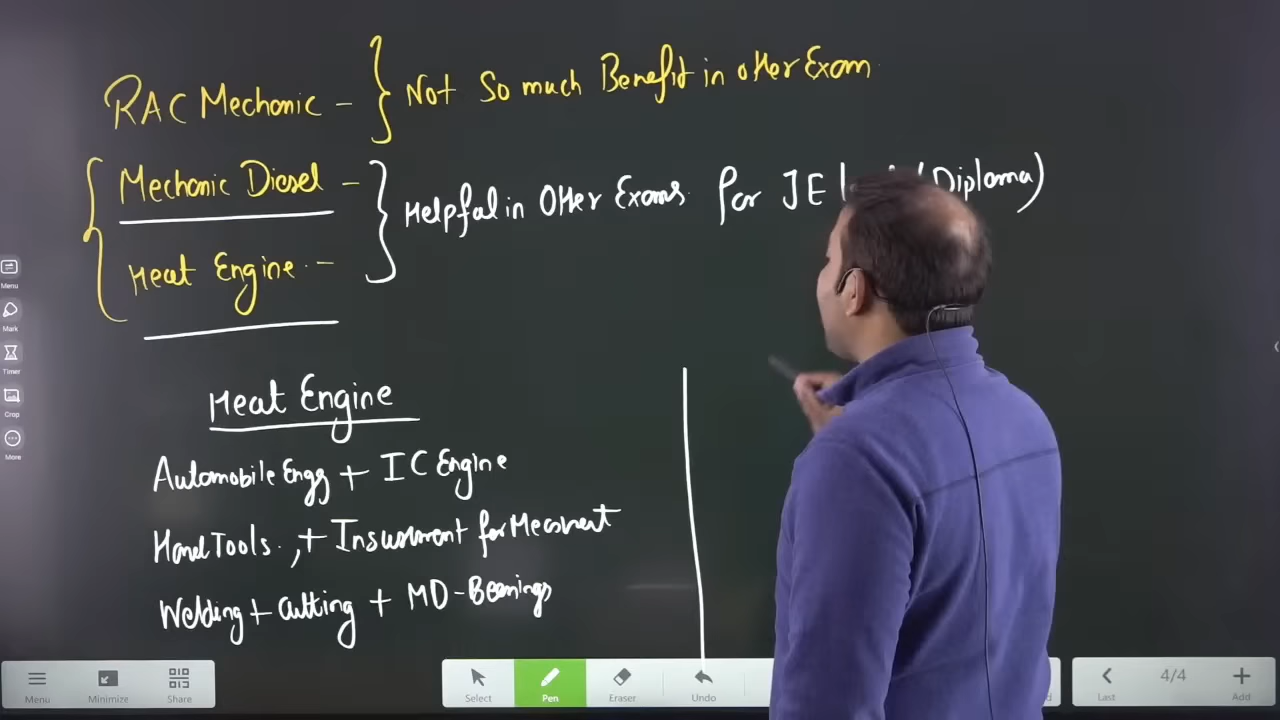 RAC Mechanic - } Not So much Benefit in other Exam
Mechanic Diesel -
Helpful in Other Exams for JE (Diploma)
Heat Engine -
Heat Engine
Automobile Engg + IC Engine
Hand Tools, + Insurment for Mesument
Welding + Cutting + MD - Bearings
Menu
Mark
Timer
Crop
More
Menu
Minimize
Share
Select
Pen
Eraser
Undo
Last
4/4
Add